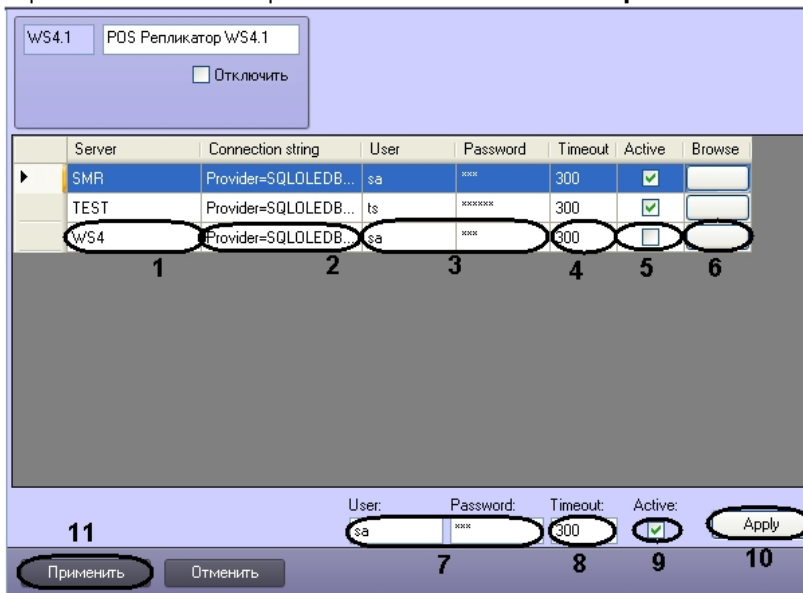 WS4.1 POS Репликатор WS4.1
Отключить
Server Connection string User Password Timeout Active Browse
SMR Provider=SQLOLEDB... sa *** 300
TEST Provider=SQLOLEDB... ts ****** 300
WS4 Provider=SQLOLEDB... sa *** 300
1 2 3 4 5 6
User: Password: Timeout: Active:
11 sa *** 300 Apply
7 8 9 10
Применить Отменить